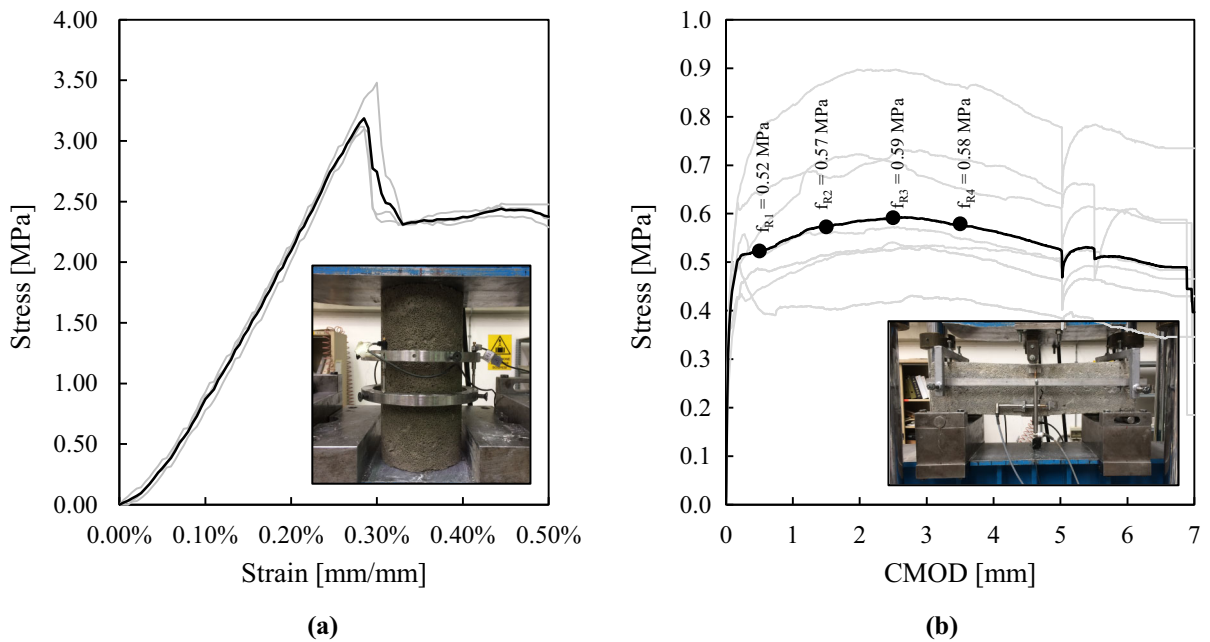 4.00
3.50
3.00
2.50
2.00
1.50
1.00
0.50
0.00
Stress [MPa]
0.00% 0.10% 0.20% 0.30% 0.40% 0.50%
Strain [mm/mm]
(a)
1.0
0.9
0.8
0.7
0.6
0.5
0.4
0.3
0.2
0.1
0.0
Stress [MPa]
fR1 = 0.52 MPa
fR2 = 0.57 MPa
fR3 = 0.59 MPa
fR4 = 0.58 MPa
0 1 2 3 4 5 6 7
CMOD [mm]
(b)